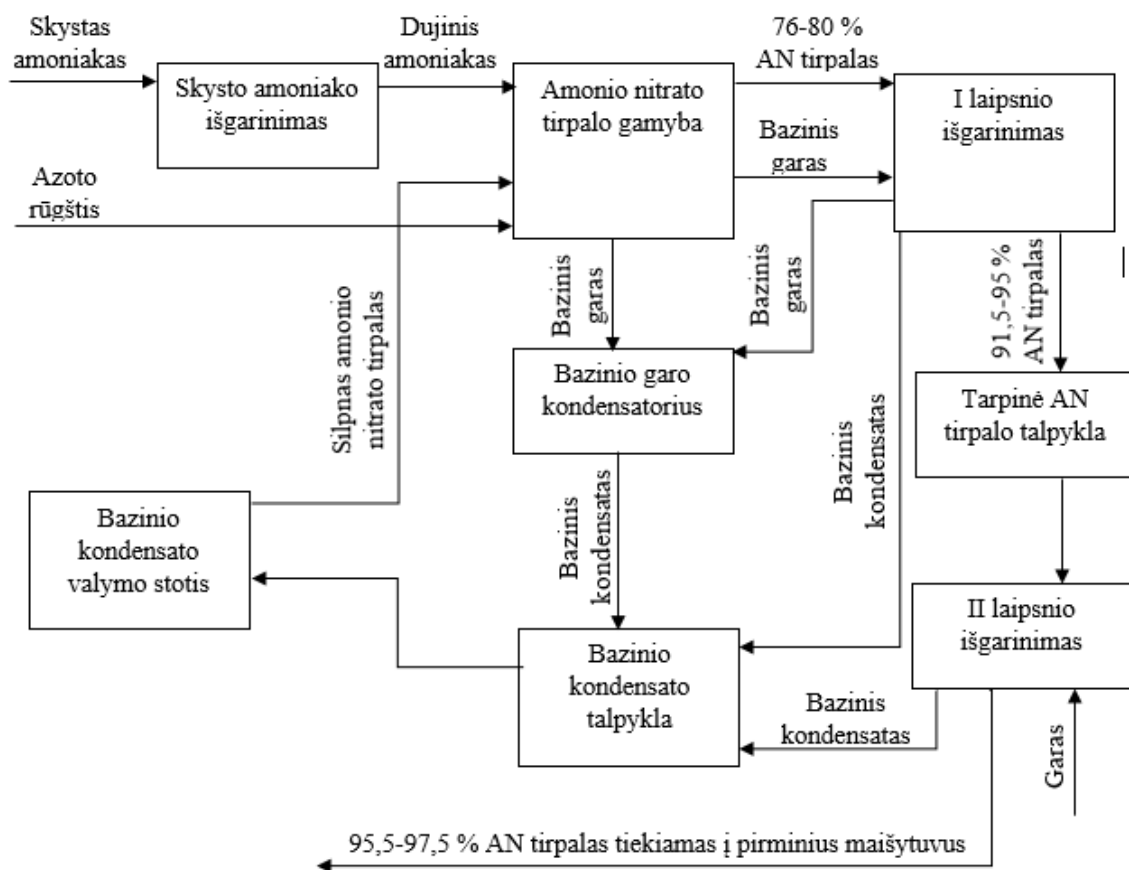 Skystas
amoniakas
Dujinis
amoniakas
76-80 %
AN tirpalas
Skysto amoniako
išgarinimas
Amonio nitrato
tirpalo gamyba
I laipsnio
išgarinimas
Bazinis
garas
Azoto
rūgštis
Silpnas amonio
nitrato tirpalas
Bazinis
garas
Bazinis
garas
91,5-95 %
AN tirpalas
Bazinio garo
kondensatorius
Tarpinė AN
tirpalo talpykla
Bazinis
kondensatas
Bazinis
kondensatas
Bazinio
kondensato
valymo stotis
II laipsnio
išgarinimas
Bazinio
kondensato
talpykla
Bazinis
kondensatas
Garas
95,5-97,5 % AN tirpalas tiekiamas į pirminius maišytuvus